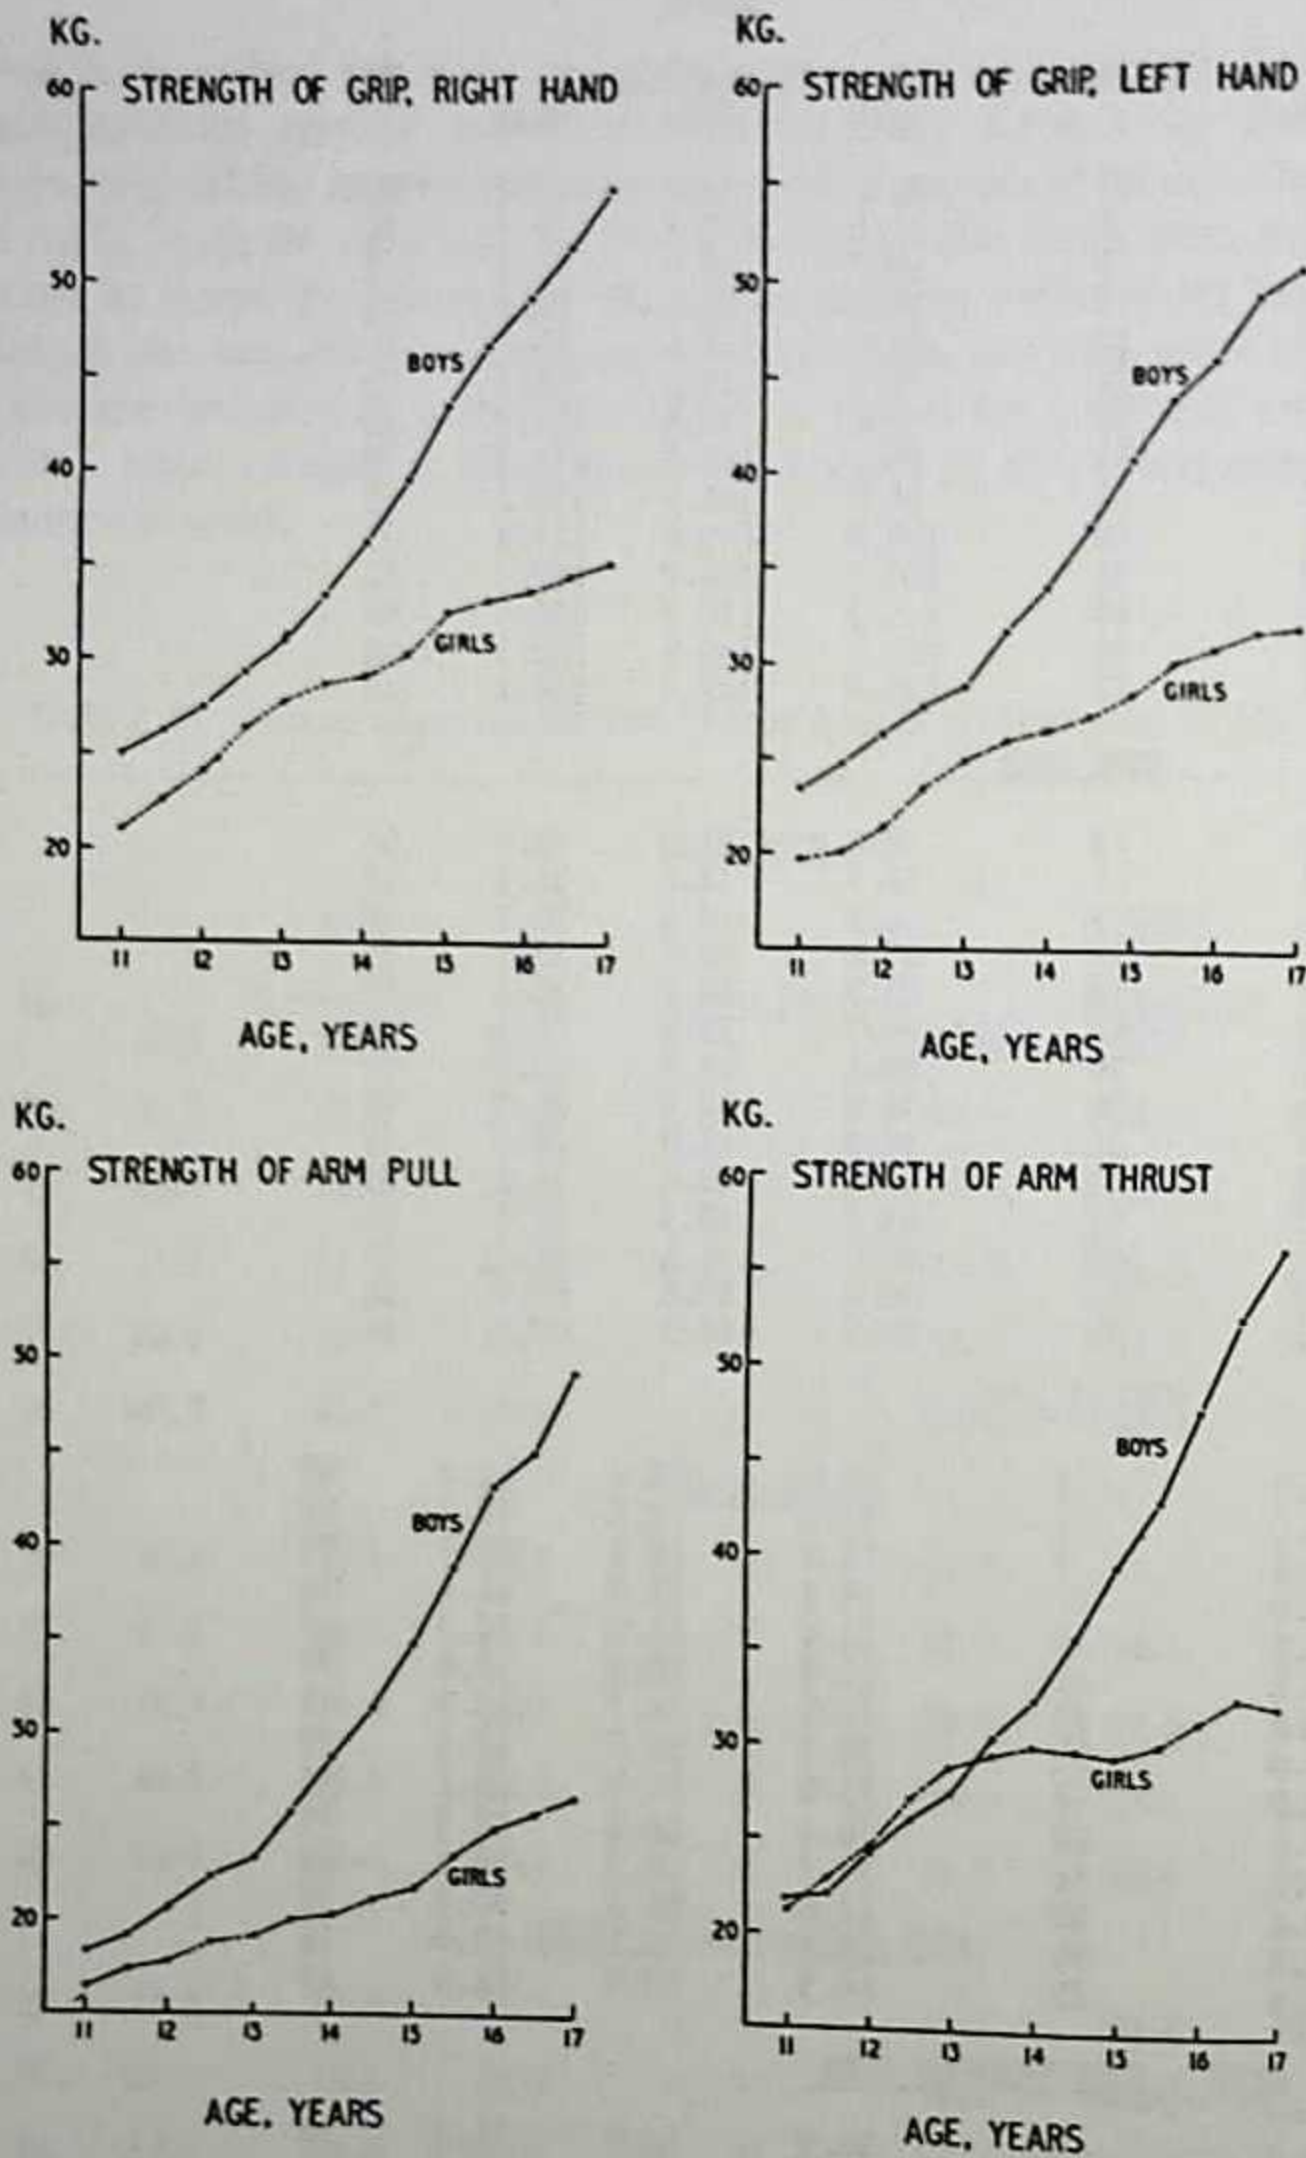 KG.
60 STRENGTH OF GRIP, RIGHT HAND
50
BOYS
40
30
GIRLS
20
11 12 13 14 15 16 17
AGE, YEARS
KG.
60 STRENGTH OF GRIP, LEFT HAND
50
BOYS
40
30
GIRLS
20
11 12 13 14 15 16 17
AGE, YEARS
KG.
60 STRENGTH OF ARM PULL
50
BOYS
40
30
GIRLS
20
11 12 13 14 15 16 17
AGE, YEARS
KG.
60 STRENGTH OF ARM THRUST
50
BOYS
40
30
GIRLS
20
11 12 13 14 15 16 17
AGE, YEARS